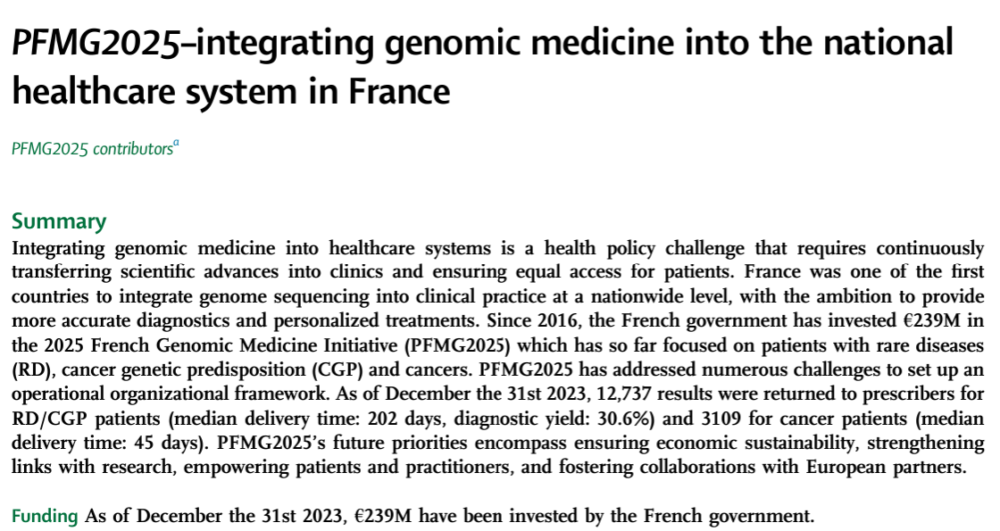 PFMG2025–integrating genomic medicine into the national
healthcare system in France
PFMG2025 contributorsᵃ
Summary
Integrating genomic medicine into healthcare systems is a health policy challenge that requires continuously
transferring scientific advances into clinics and ensuring equal access for patients. France was one of the first
countries to integrate genome sequencing into clinical practice at a nationwide level, with the ambition to provide
more accurate diagnostics and personalized treatments. Since 2016, the French government has invested €239M in
the 2025 French Genomic Medicine Initiative (PFMG2025) which has so far focused on patients with rare diseases
(RD), cancer genetic predisposition (CGP) and cancers. PFMG2025 has addressed numerous challenges to set up an
operational organizational framework. As of December the 31st 2023, 12,737 results were returned to prescribers for
RD/CGP patients (median delivery time: 202 days, diagnostic yield: 30.6%) and 3109 for cancer patients (median
delivery time: 45 days). PFMG2025's future priorities encompass ensuring economic sustainability, strengthening
links with research, empowering patients and practitioners, and fostering collaborations with European partners.
Funding As of December the 31st 2023, €239M have been invested by the French government.